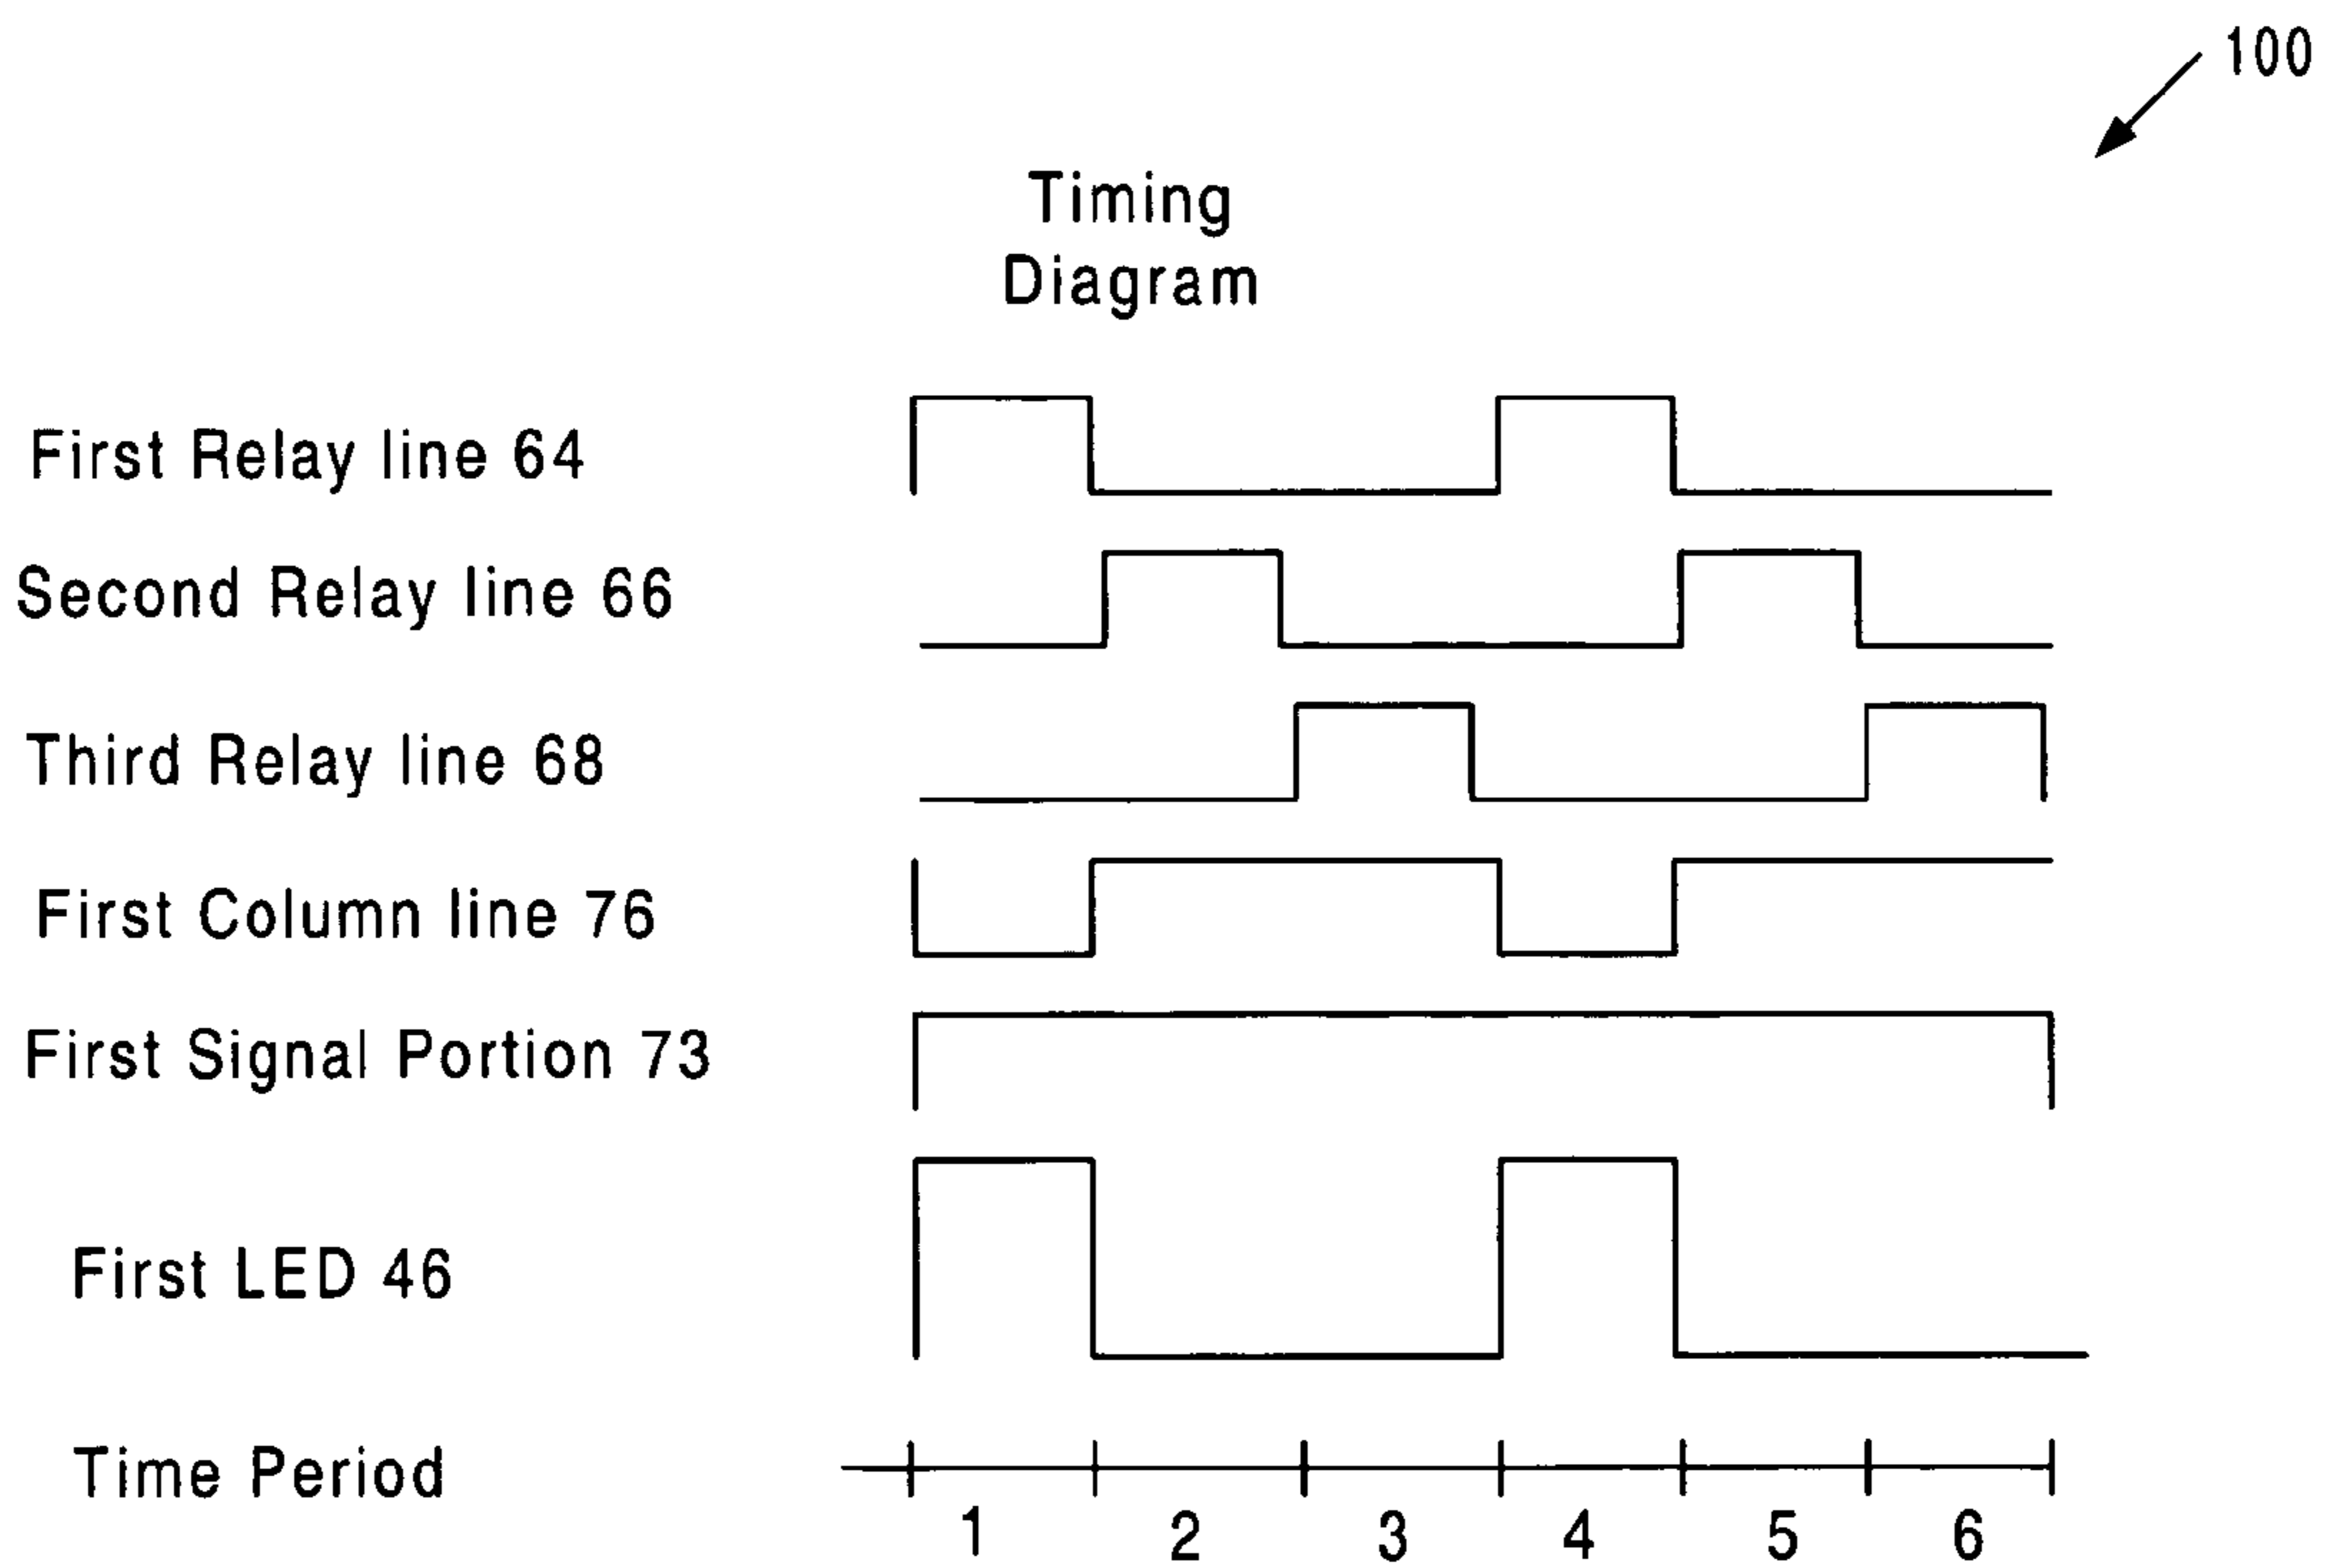 100
Timing
Diagram
First Relay line 64
Second Relay line 66
Third Relay line 68
First Column line 76
First Signal Portion 73
First LED 46
Time Period
1 2 3 4 5 6